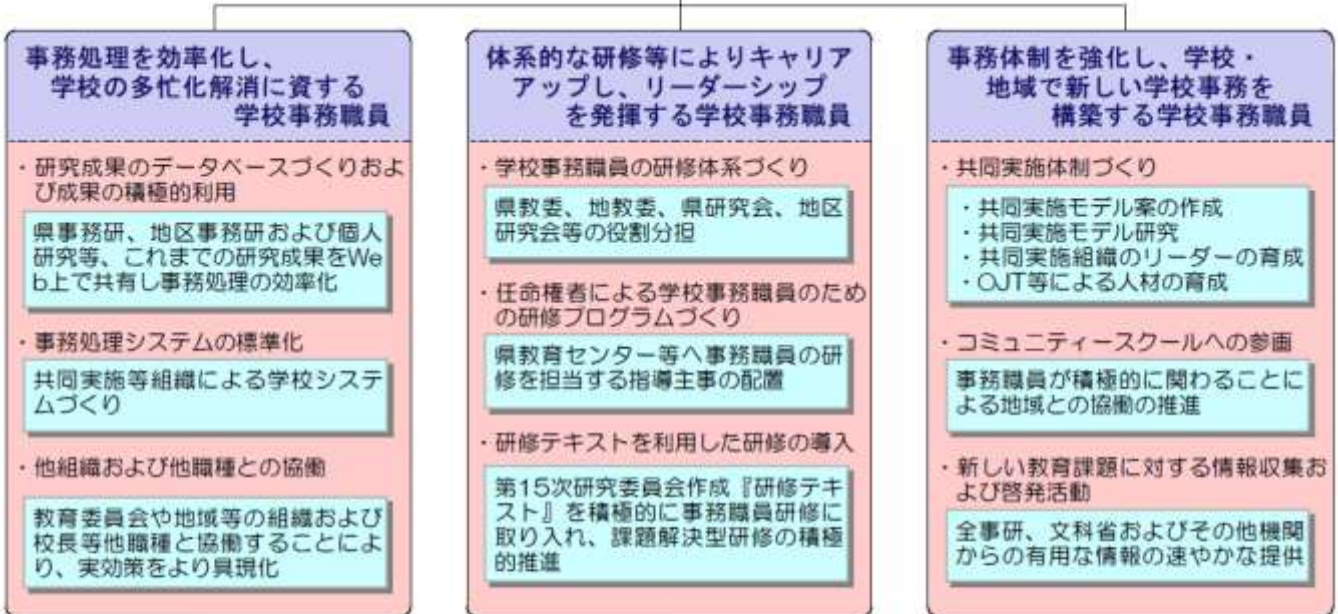 事務処理を効率化し、
学校の多忙化解消に資する
学校事務職員
・研究成果のデータベースづくりおよ
び成果の積極的利用
県事務研、地区事務研および個人
研究等、これまでの研究成果をWe
b上で共有し事務処理の効率化
・事務処理システムの標準化
共同実施等組織による学校システ
ムづくり
・他組織および他職種との協働
教育委員会や地域等の組織および
校長等他職種と協働することによ
り、実効策をより具現化
体系的な研修等によりキャリア
アップし、リーダーシップ
を発揮する学校事務職員
・学校事務職員の研修体系づくり
県教委、地教委、県研究会、地区
研究会等の役割分担
・任命権者による学校事務職員のため
の研修プログラムづくり
県教育センター等へ事務職員の研
修を担当する指導主事の配置
・研修テキストを利用した研修の導入
第15次研究委員会作成『研修テキ
スト』を積極的に事務職員研修に
取り入れ、課題解決型研修の積極
的推進
事務体制を強化し、学校・
地域で新しい学校事務を
構築する学校事務職員
・共同実施体制づくり
・共同実施モデル案の作成
・共同実施モデル研究
・共同実施組織のリーダーの育成
・OJT等による人材の育成
・コミュニティースクールへの参画
事務職員が積極的に関わることに
よる地域との協働の推進
・新しい教育課題に対する情報収集お
よび啓発活動
全事研、文科省およびその他機関
からの有用な情報の速やかな提供